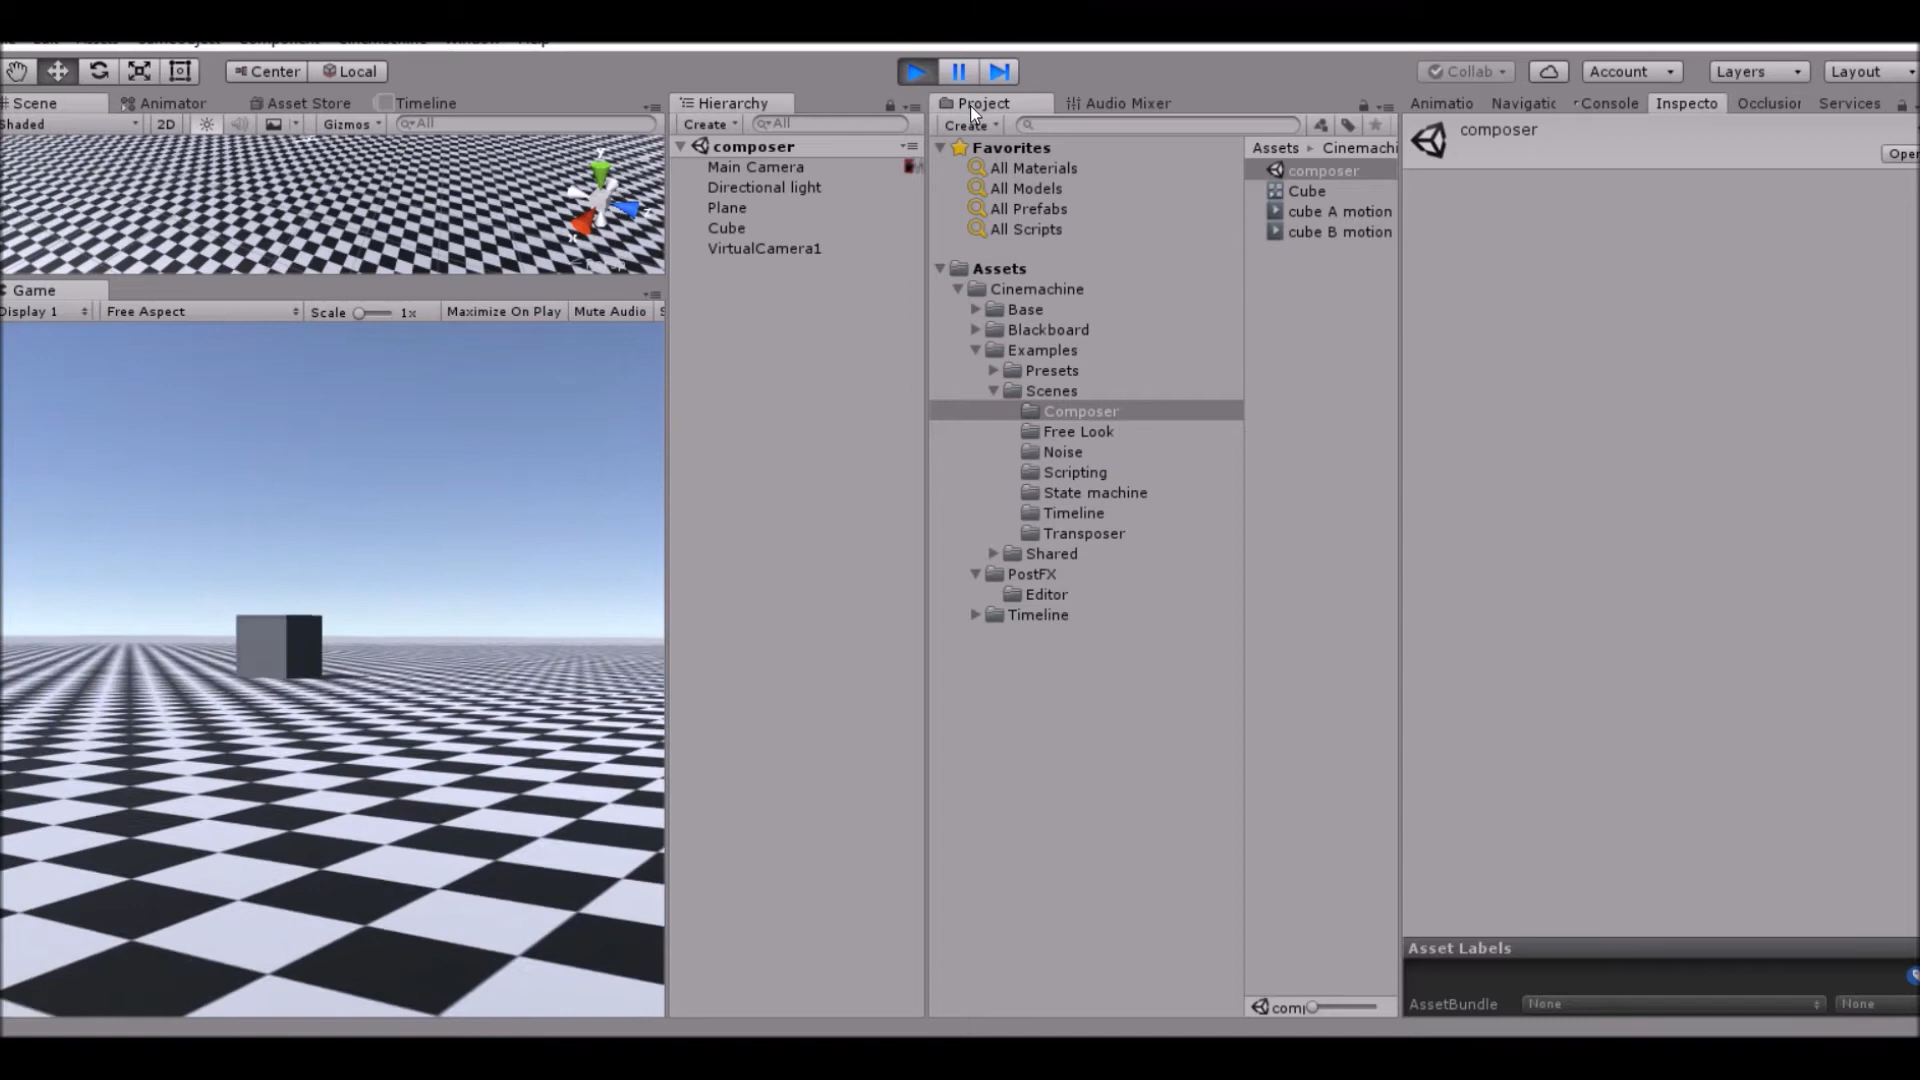 Center
Local
Collab
Account
Layers
Layout
Scene
Animator
Asset Store
Timeline
Hierarchy
Project
Audio Mixer
Animatio
Navigatic
Console
Inspecto
Occlusior
Services
Shaded
2D
Gizmos
All
Create
All
Create
composer
Open
composer
Main Camera
Directional light
Plane
Cube
VirtualCamera1
Favorites
All Materials
All Models
All Prefabs
All Scripts
Assets
Cinemachine
Base
Blackboard
Examples
Presets
Scenes
Composer
Free Look
Noise
Scripting
State machine
Timeline
Transposer
Shared
PostFX
Editor
Timeline
Assets Cinemachi
composer
Cube
cube A motion
cube B motion
Game
Display 1
Free Aspect
Scale 1x
Maximize On Play
Mute Audio
S
com
Asset Labels
AssetBundle None None